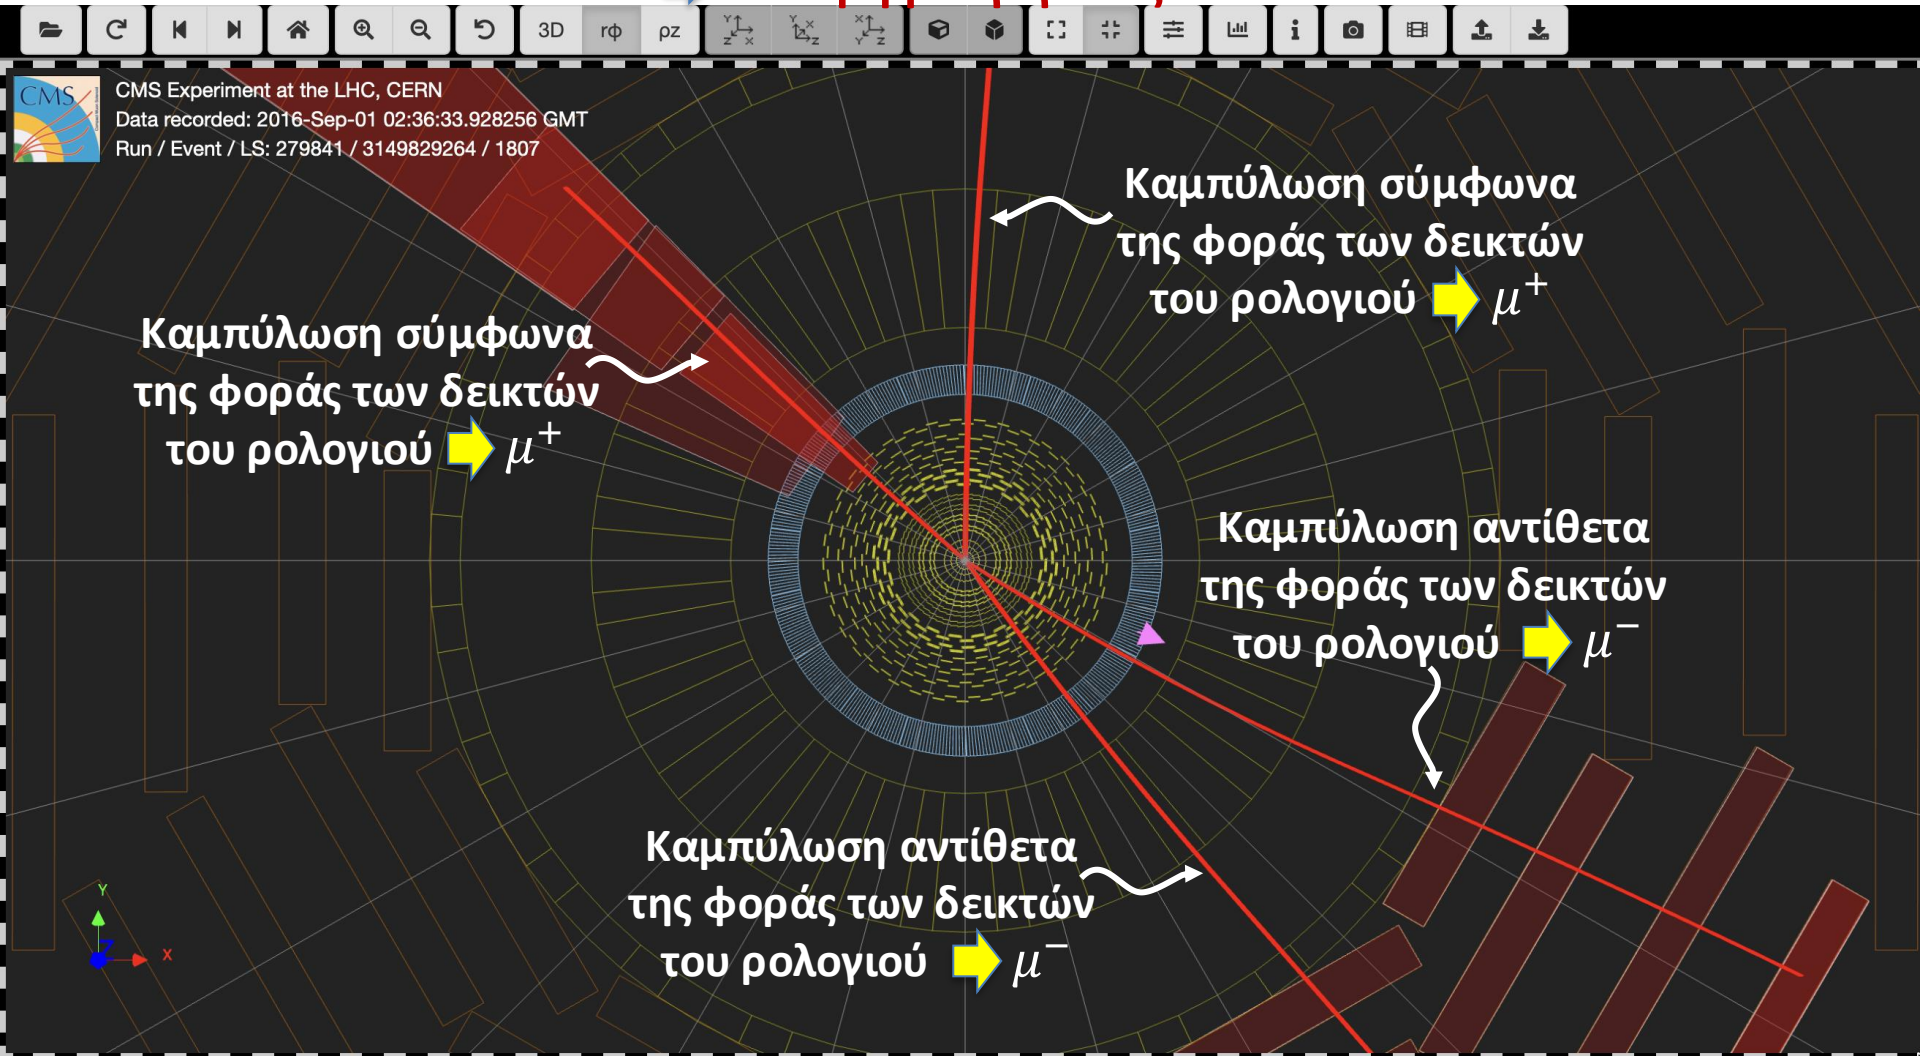 3D rφ ρz
CMS
CMS Experiment at the LHC, CERN
Data recorded: 2016-Sep-01 02:36:33.928256 GMT
Run / Event / LS: 279841 / 3149829264 / 1807
Καμπύλωση σύμφωνα
της φοράς των δεικτών
του ρολογιού μ⁺
Καμπύλωση σύμφωνα
της φοράς των δεικτών
του ρολογιού μ⁺
Καμπύλωση αντίθετα
της φοράς των δεικτών
του ρολογιού μ⁻
Καμπύλωση αντίθετα
της φοράς των δεικτών
του ρολογιού μ⁻
Y
Z
X